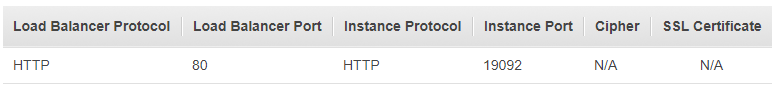 Load Balancer Protocol Load Balancer Port Instance Protocol Instance Port Cipher SSL Certificate
HTTP 80 HTTP 19092 N/A N/A